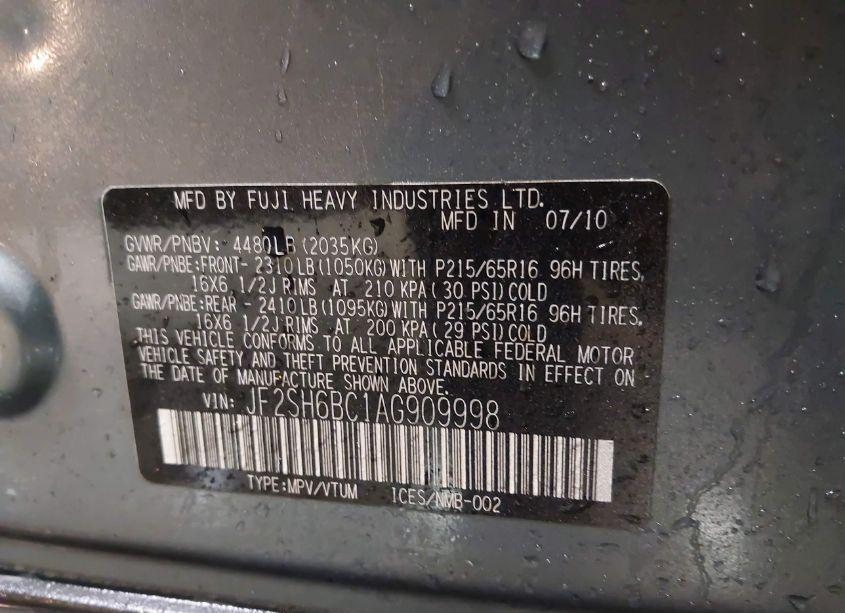 MFD BY FUJI HEAVY INDUSTRIES LTD.
MFD IN 07/10
GVWR/PNBV: 4480LB (2035KG)
GAWR/PNBE:FRONT- 2310 LB (1050KG) WITH P215/65R16 96H TIRES,
16X6 1/2J RIMS AT 210 KPA ( 30 PSI) COLD
GAWR/PNBE:REAR - 2410 LB (1095KG) WITH P215/65R16 96H TIRES,
16X6 1/2J RIMS AT 200 KPA ( 29 PSI) COLD
THIS VEHICLE CONFORMS TO ALL APPLICABLE FEDERAL MOTOR
VEHICLE SAFETY AND THEFT PREVENTION STANDARDS IN EFFECT ON
THE DATE OF MANUFACTURE SHOWN ABOVE.
VIN: JF2SH6BC1AG909998
TYPE:MPV/VTUM ICES/NMB-002